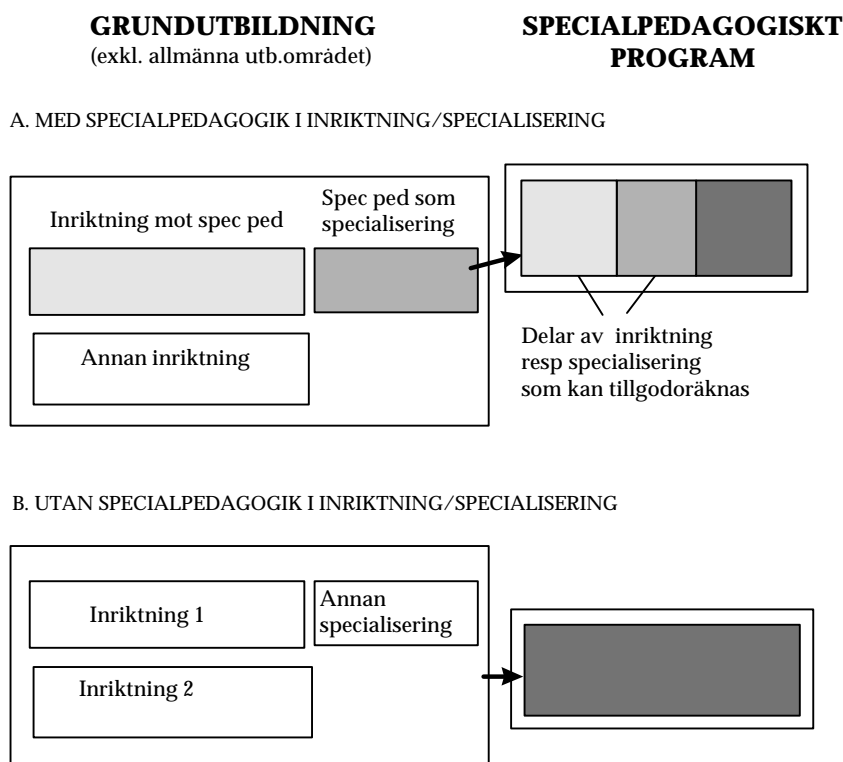 GRUNDUTBILDNING
(exkl. allmänna utb.området)
SPECIALPEDAGOGISKT
PROGRAM
A. MED SPECIALPEDAGOGIK I INRIKTNING/SPECIALISERING
Inriktning mot spec ped
Spec ped som
specialisering
Annan inriktning
Delar av inriktning
resp specialisering
som kan tillgodoräknas
B. UTAN SPECIALPEDAGOGIK I INRIKTNING/SPECIALISERING
Inriktning 1
Annan
specialisering
Inriktning 2